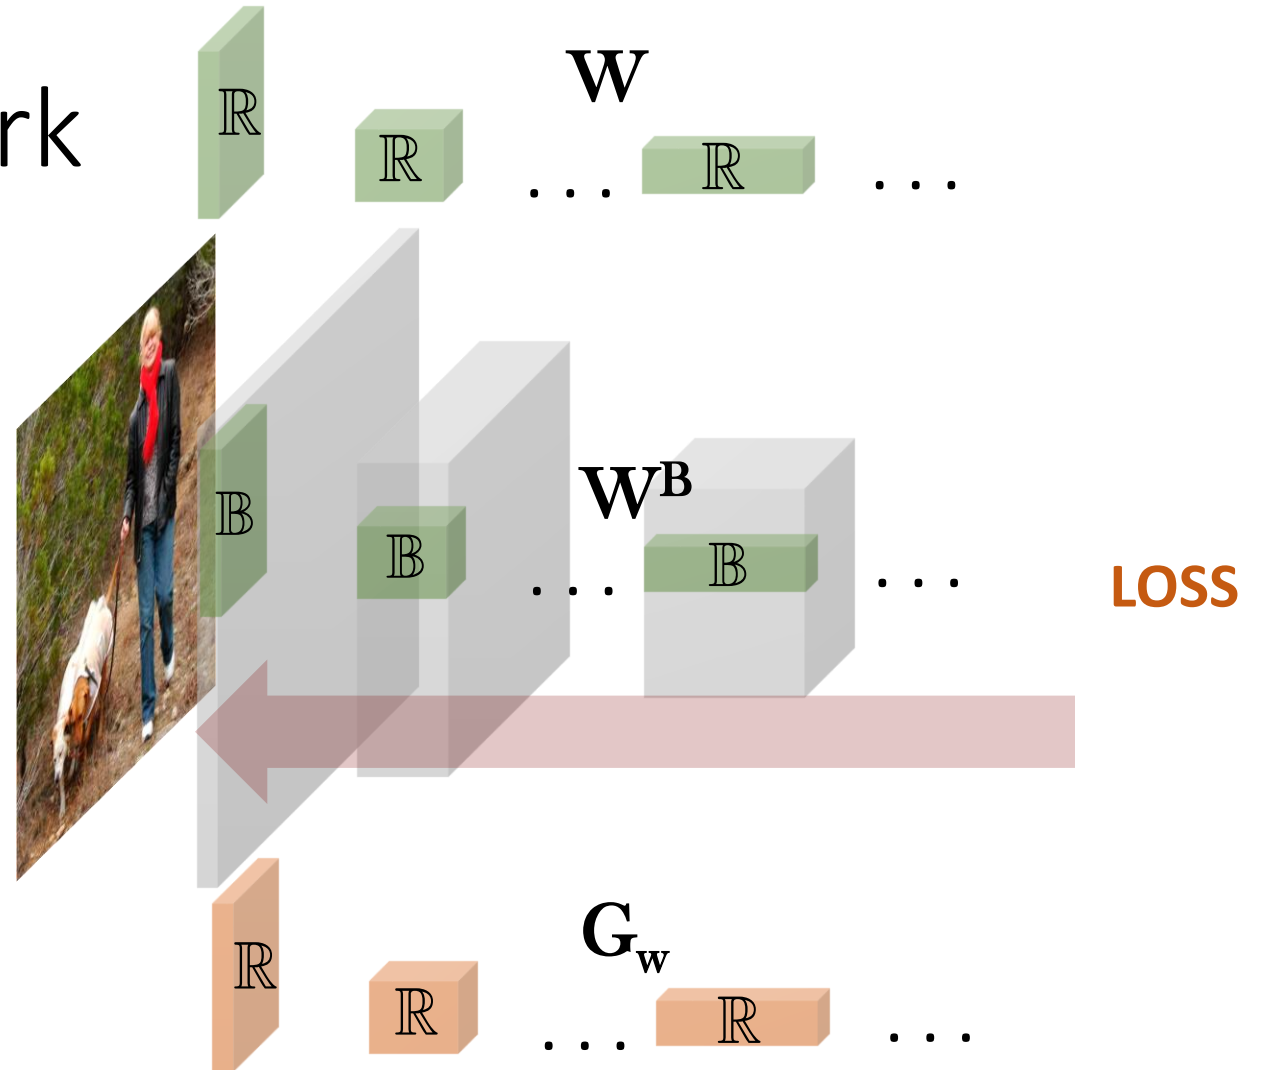 W
rk
ℝ ℝ . . . ℝ . . .
W^B
𝔹 𝔹 . . . 𝔹 . . .
LOSS
G_w
ℝ ℝ . . . ℝ . . .